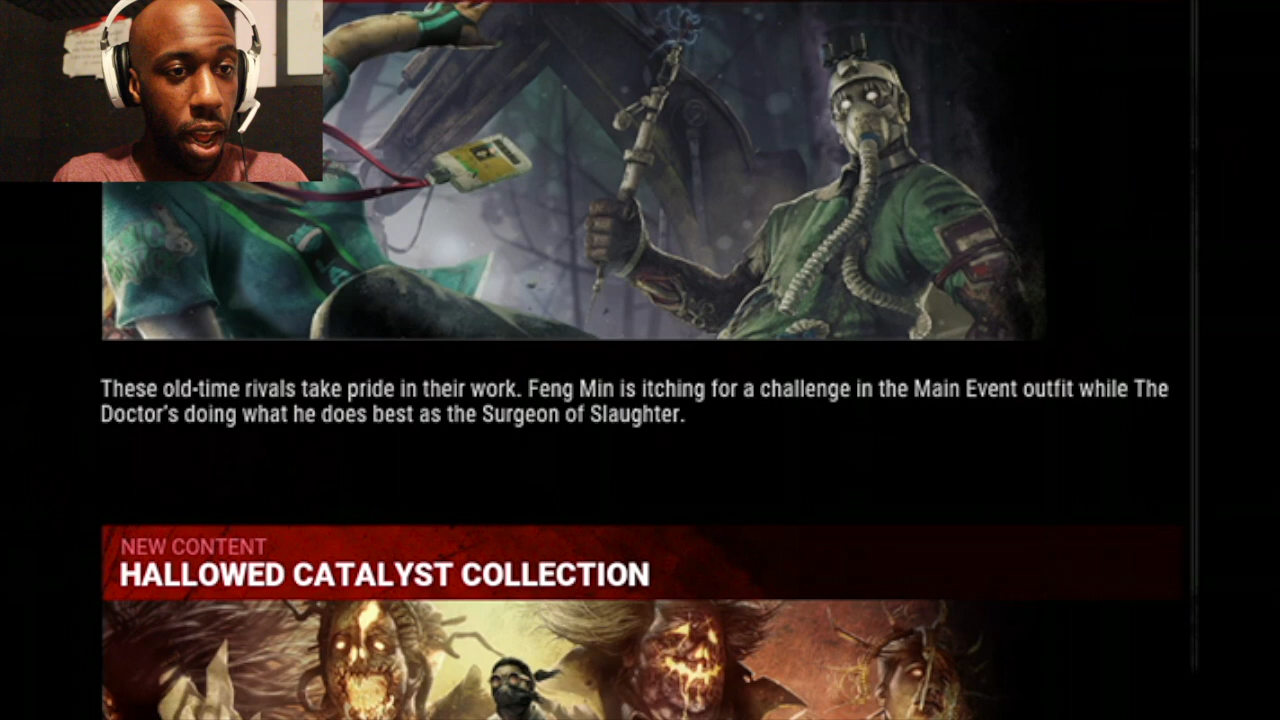 These old-time rivals take pride in their work. Feng Min is itching for a challenge in the Main Event outfit while The
Doctor's doing what he does best as the Surgeon of Slaughter.
NEW CONTENT
HALLOWED CATALYST COLLECTION